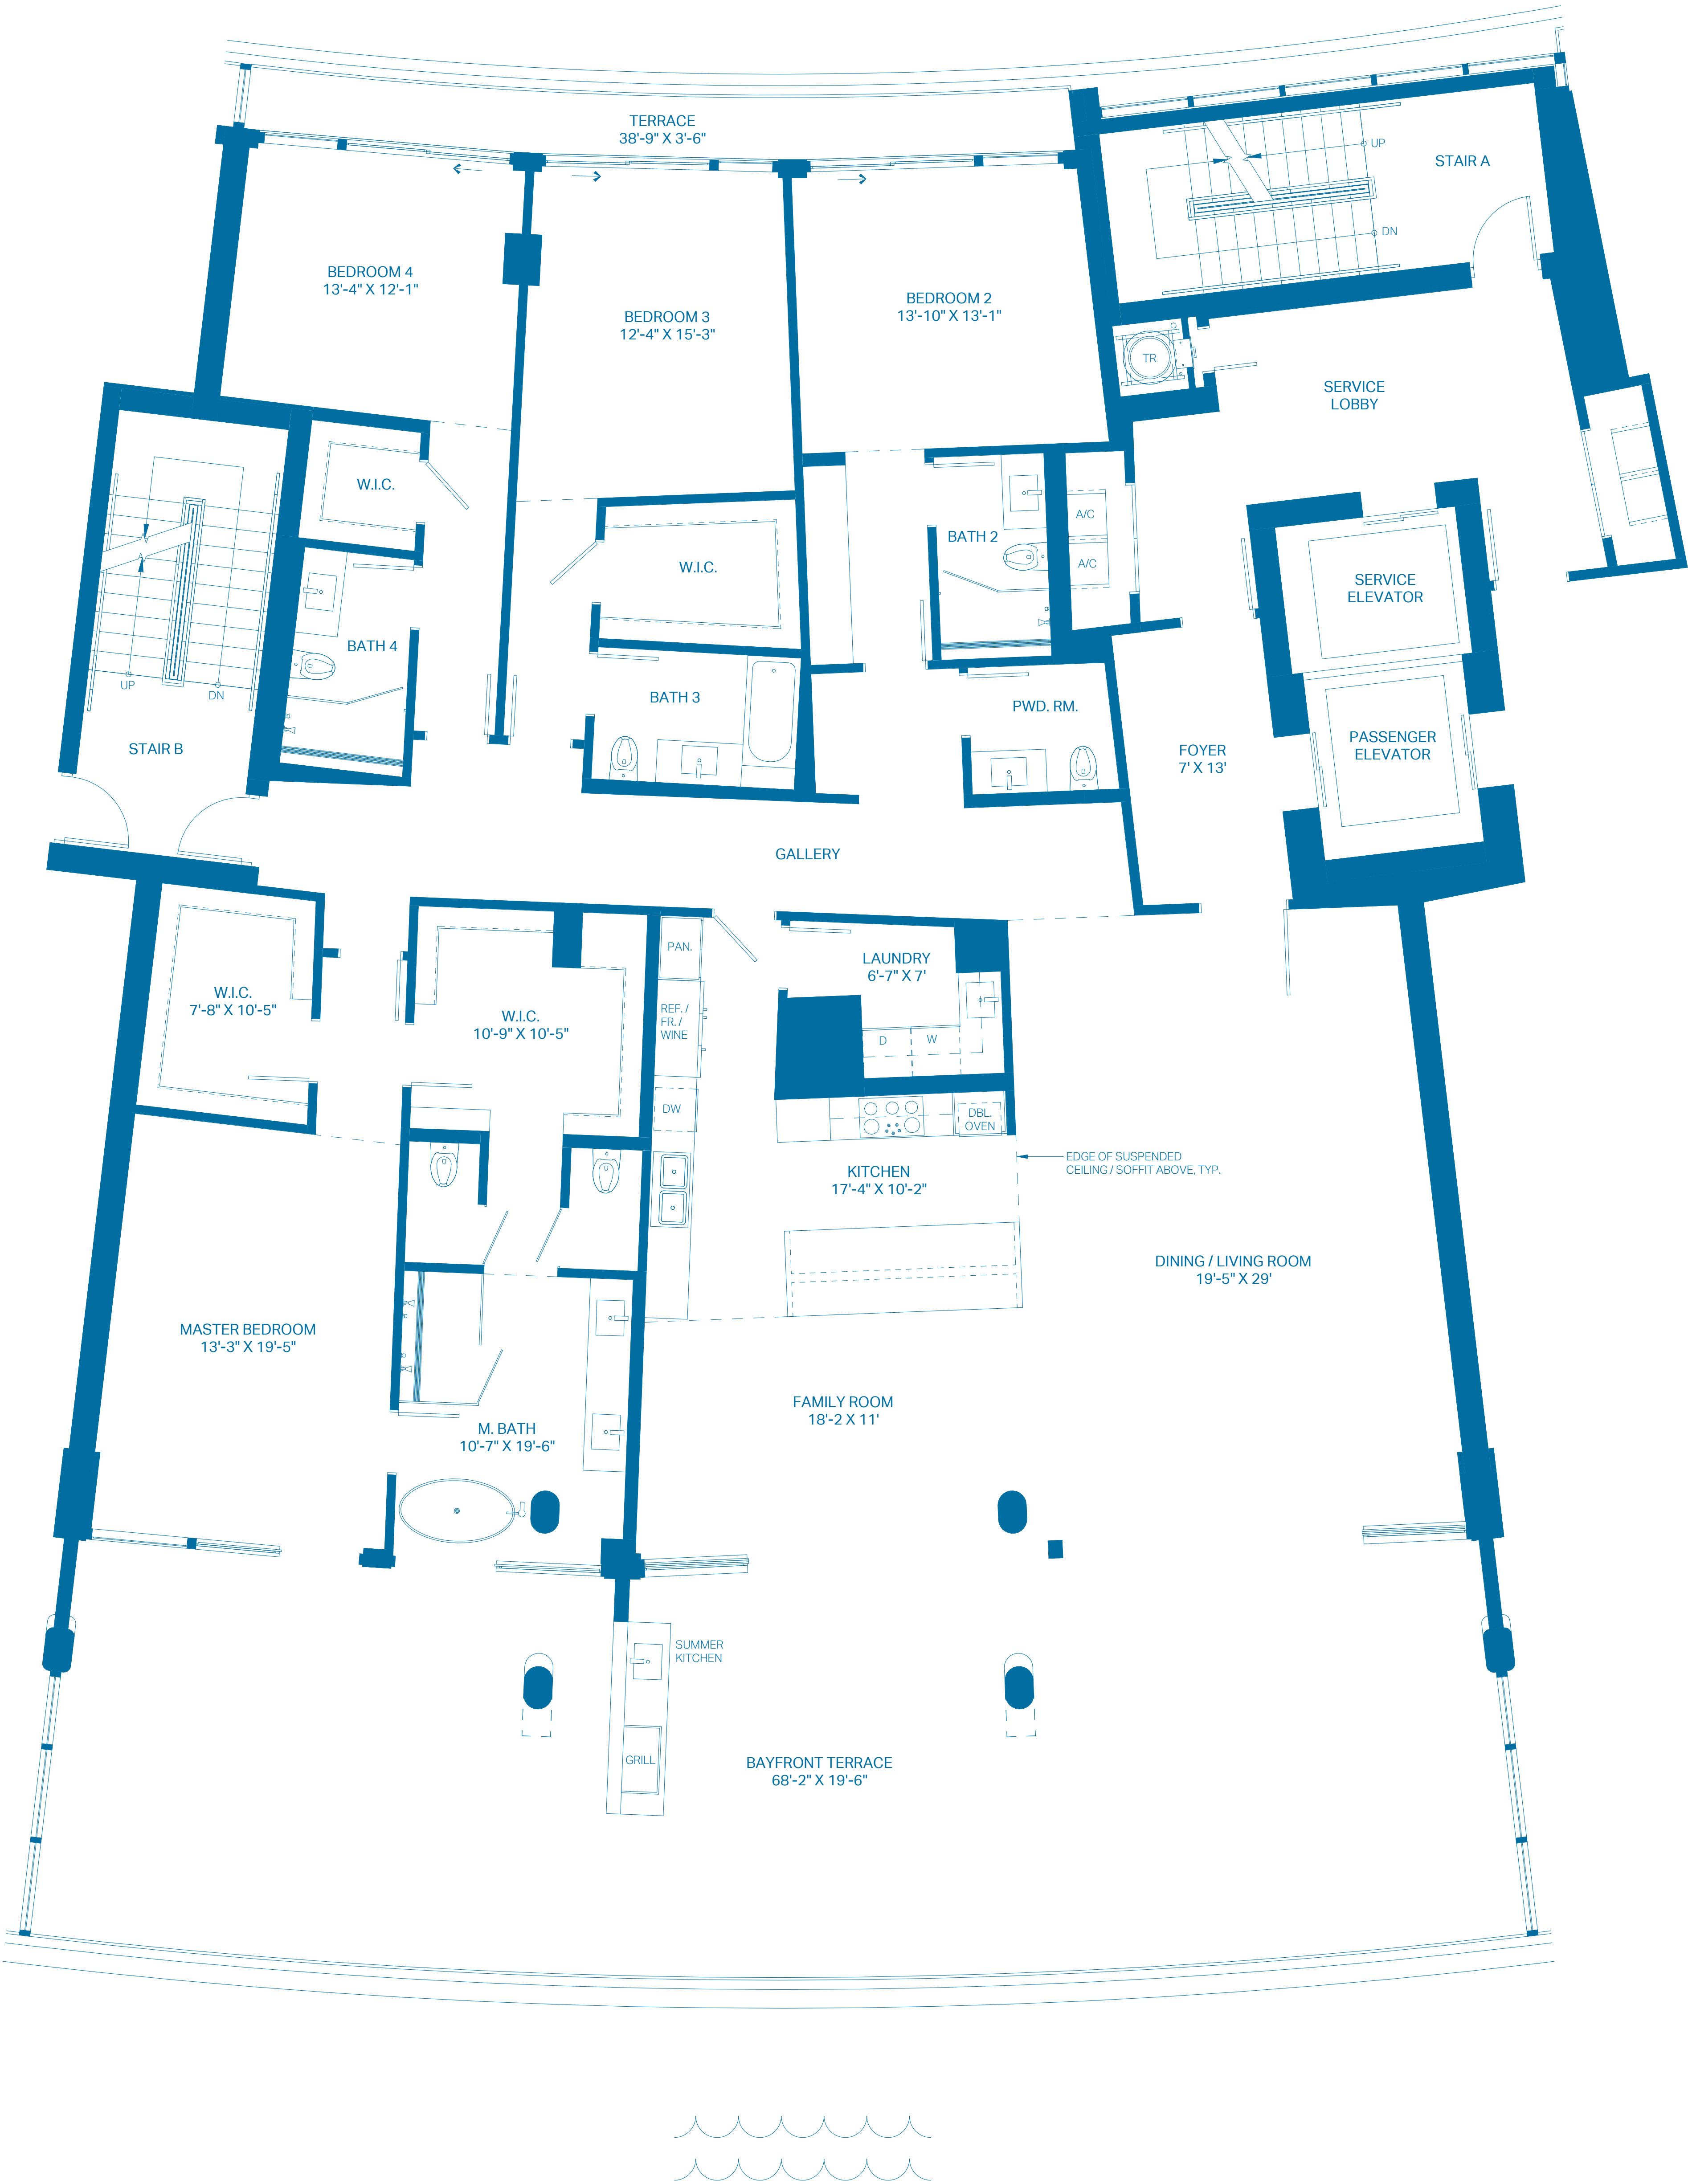 TERRACE
38'-9" X 3'-6"
UP
STAIR A
DN
BEDROOM 4
13'-4" X 12'-1"
BEDROOM 3
12'-4" X 15'-3"
BEDROOM 2
13'-10" X 13'-1"
TR
SERVICE
LOBBY
W.I.C.
W.I.C.
BATH 2
A/C
A/C
SERVICE
ELEVATOR
BATH 4
UP
DN
STAIR B
BATH 3
PWD. RM.
FOYER
7' X 13'
PASSENGER
ELEVATOR
GALLERY
PAN.
LAUNDRY
6'-7" X 7'
W.I.C.
7'-8" X 10'-5"
W.I.C.
10'-9" X 10'-5"
REF. /
FR. /
WINE
D
W
DW
DBL.
OVEN
KITCHEN
17'-4" X 10'-2"
EDGE OF SUSPENDED
CEILING / SOFFIT ABOVE, TYP.
DINING / LIVING ROOM
19'-5" X 29'
MASTER BEDROOM
13'-3" X 19'-5"
FAMILY ROOM
18'-2 X 11'
M. BATH
10'-7" X 19'-6"
SUMMER
KITCHEN
GRILL
BAYFRONT TERRACE
68'-2" X 19'-6"